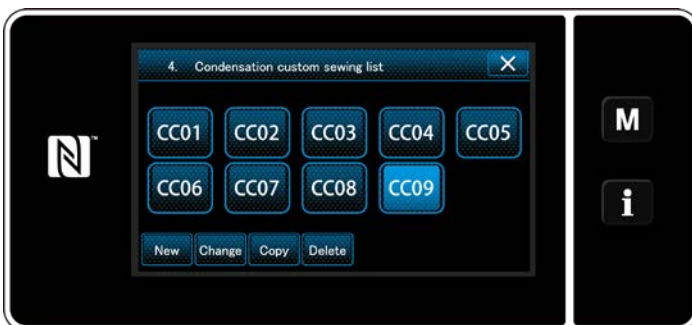 4. Condensation custom sewing list
CC01 CC02 CC03 CC04 CC05
CC06 CC07 CC08 CC09
New Change Copy Delete
M
i